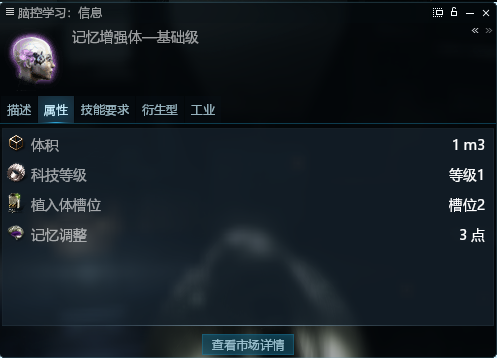 脑控学习：信息
记忆增强体—基础级
描述 属性 技能要求 衍生型 工业
体积 1 m3
科技等级 等级1
植入体槽位 槽位2
记忆调整 3 点
查看市场详情